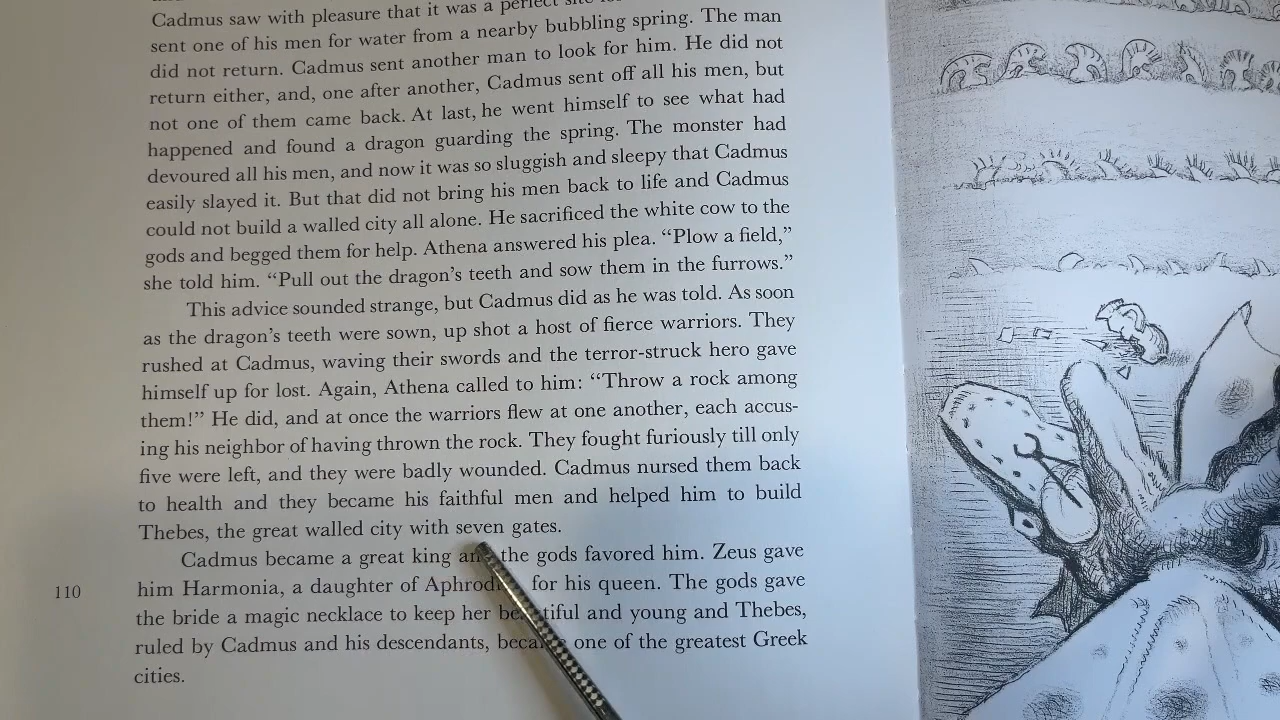 Cadmus saw with pleasure that it was a perfect site
sent one of his men for water from a nearby bubbling spring. The man
did not return. Cadmus sent another man to look for him. He did not
return either, and, one after another, Cadmus sent off all his men, but
not one of them came back. At last, he went himself to see what had
happened and found a dragon guarding the spring. The monster had
devoured all his men, and now it was so sluggish and sleepy that Cadmus
easily slayed it. But that did not bring his men back to life and Cadmus
could not build a walled city all alone. He sacrificed the white cow to the
gods and begged them for help. Athena answered his plea. “Plow a field,”
she told him. “Pull out the dragon’s teeth and sow them in the furrows.”
This advice sounded strange, but Cadmus did as he was told. As soon
as the dragon’s teeth were sown, up shot a host of fierce warriors. They
rushed at Cadmus, waving their swords and the terror-struck hero gave
himself up for lost. Again, Athena called to him: “Throw a rock among
them!” He did, and at once the warriors flew at one another, each accus-
ing his neighbor of having thrown the rock. They fought furiously till only
five were left, and they were badly wounded. Cadmus nursed them back
to health and they became his faithful men and helped him to build
Thebes, the great walled city with seven gates.
Cadmus became a great king and the gods favored him. Zeus gave
him Harmonia, a daughter of Aphrodite for his queen. The gods gave
the bride a magic necklace to keep her beautiful and young and Thebes,
ruled by Cadmus and his descendants, became one of the greatest Greek
cities.
110